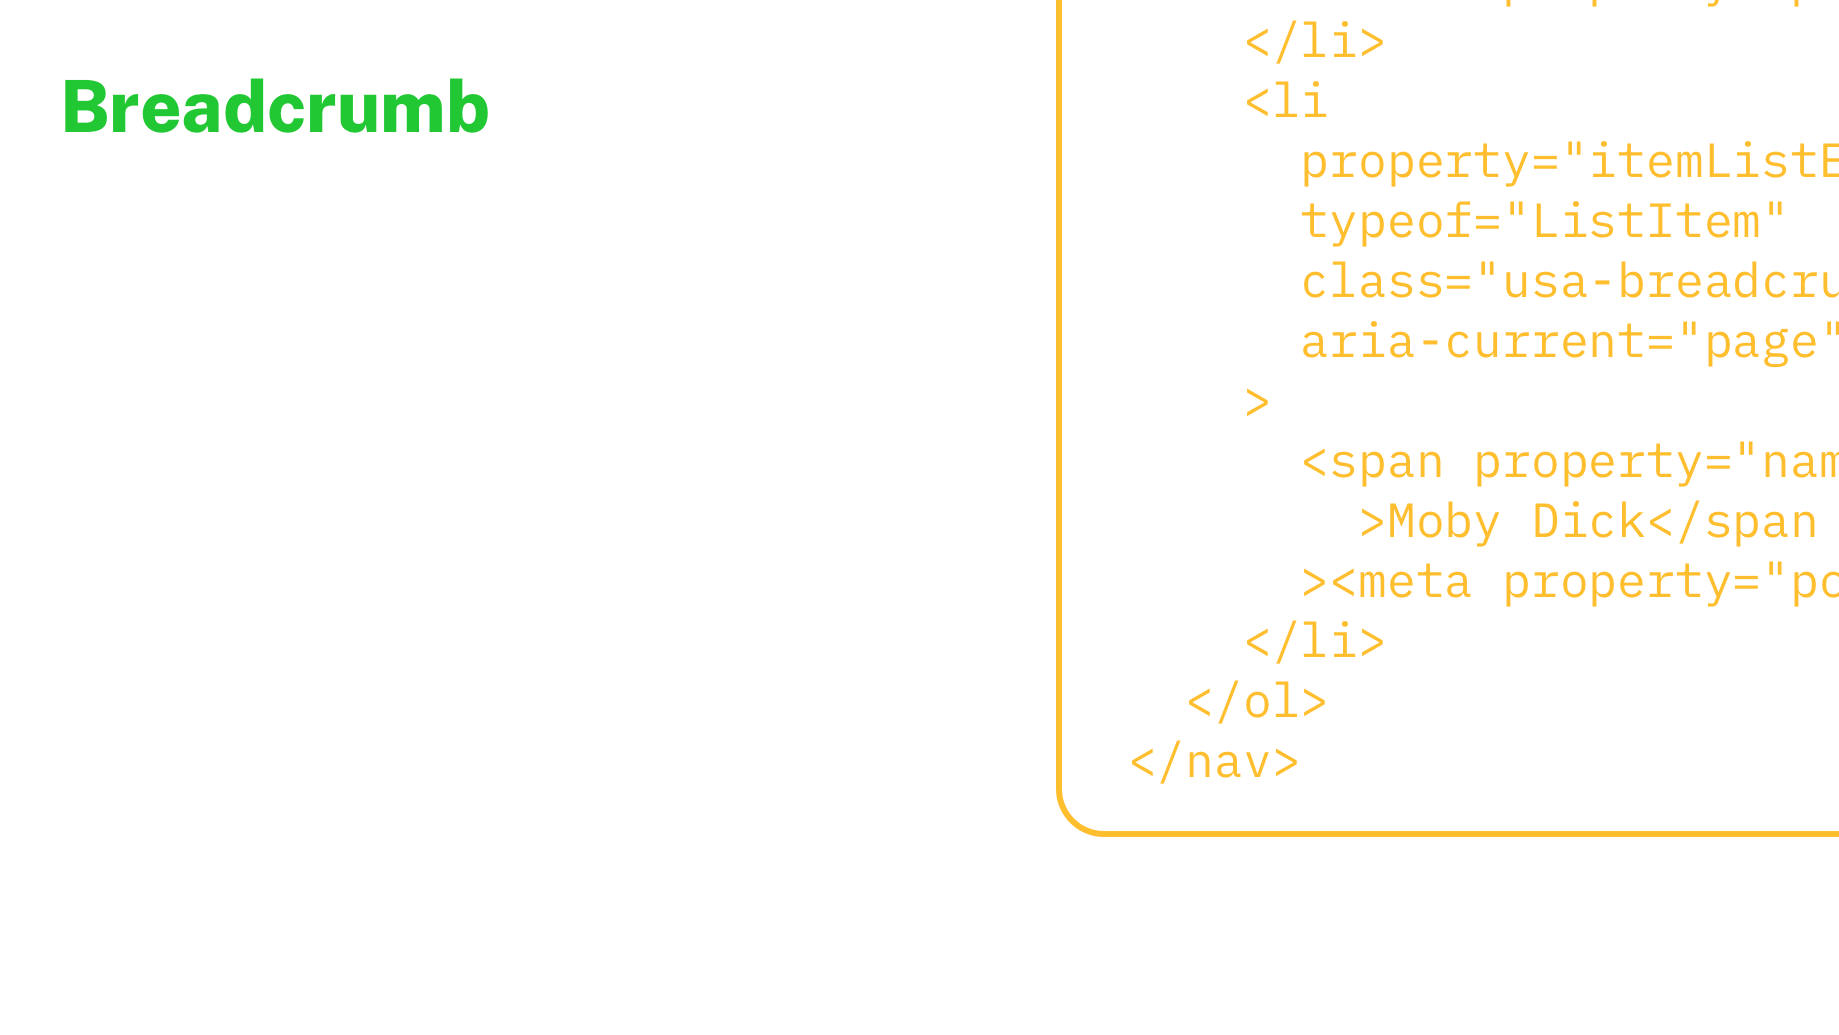 Breadcrumb
</li>
<li
property="itemListE
typeof="ListItem"
class="usa-breadcru
aria-current="page"
>
<span property="nam
>Moby Dick</span
><meta property="po
</li>
</ol>
</nav>